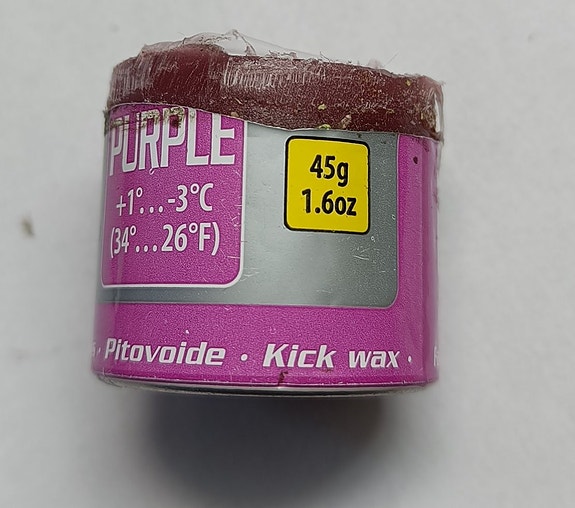 PURPLE
+1°...-3°C
(34°...26°F)
45g
1.6oz
· Pitovoide · Kick wax ·